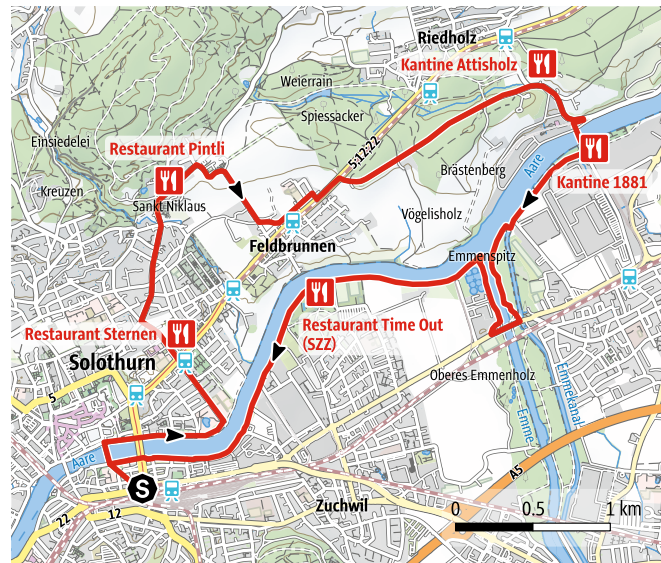 Riedholz
Kantine Attisholz
Weierrain
Spiessacker
5;12;22
Einsiedelei
Restaurant Pintli
Brästenberg
Aare
Kantine 1881
Kreuzen
Sankt Niklaus
Vögelisholz
Feldbrunnen
Emmenspitz
Restaurant Sternen
Restaurant Time Out
(SZZ)
Solothurn
Oberes Emmenholz
5
Emme
Emmekanal
Aare
A5
S
Zuchwil
22
12
0
0.5
1 km